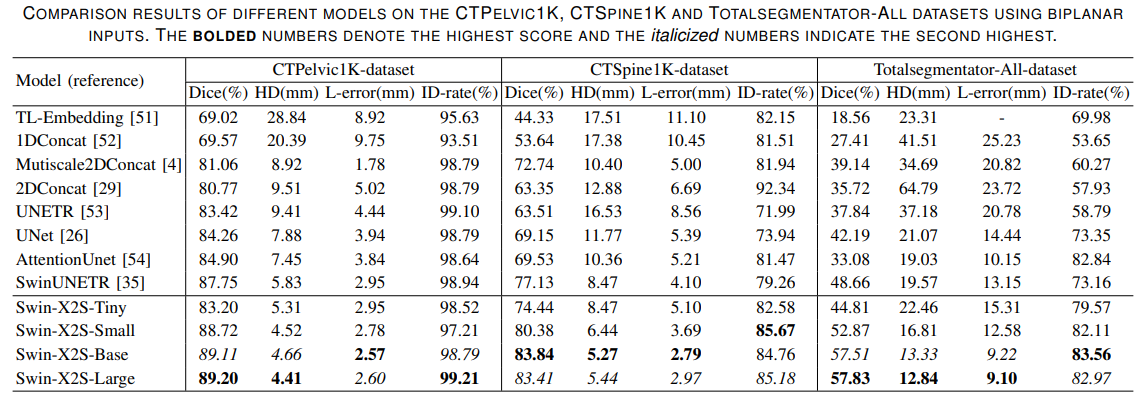 COMPARISON RESULTS OF DIFFERENT MODELS ON THE CTPELVIC1K, CTSPINE1K AND TOTALSEGMENTATOR-ALL DATASETS USING BIPLANAR
INPUTS. THE BOLDED NUMBERS DENOTE THE HIGHEST SCORE AND THE italicized NUMBERS INDICATE THE SECOND HIGHEST.
Model (reference) CTPelvic1K-dataset CTSpine1K-dataset Totalsegmentator-All-dataset
Dice(%) HD(mm) L-error(mm) ID-rate(%) Dice(%) HD(mm) L-error(mm) ID-rate(%) Dice(%) HD(mm) L-error(mm) ID-rate(%)
TL-Embedding [51] 69.02 28.84 8.92 95.63 44.33 17.51 11.10 82.15 18.56 23.31 - 69.98
1DConcat [52] 69.57 20.39 9.75 93.51 53.64 17.38 10.45 81.51 27.41 41.51 25.23 53.65
Mutiscale2DConcat [4] 81.06 8.92 1.78 98.79 72.74 10.40 5.00 81.94 39.14 34.69 20.82 60.27
2DConcat [29] 80.77 9.51 5.02 98.79 63.35 12.88 6.69 92.34 35.72 64.79 23.72 57.93
UNETR [53] 83.42 9.41 4.44 99.10 63.51 16.53 8.56 71.99 37.84 37.18 20.78 58.79
UNet [26] 84.26 7.88 3.94 98.79 69.15 11.77 5.39 73.94 42.19 21.07 14.44 73.35
AttentionUnet [54] 84.90 7.45 3.84 98.64 69.53 10.36 5.21 81.47 33.08 19.03 10.15 82.84
SwinUNETR [35] 87.75 5.83 2.95 98.94 77.13 8.47 4.10 79.26 48.66 19.57 13.15 73.16
Swin-X2S-Tiny 83.20 5.31 2.95 98.52 74.44 8.47 5.10 82.58 44.81 22.46 15.31 79.57
Swin-X2S-Small 88.72 4.52 2.78 97.21 80.38 6.44 3.69 85.67 52.87 16.81 12.58 82.11
Swin-X2S-Base 89.11 4.66 2.57 98.79 83.84 5.27 2.79 84.76 57.51 13.33 9.22 83.56
Swin-X2S-Large 89.20 4.41 2.60 99.21 83.41 5.44 2.97 85.18 57.83 12.84 9.10 82.97